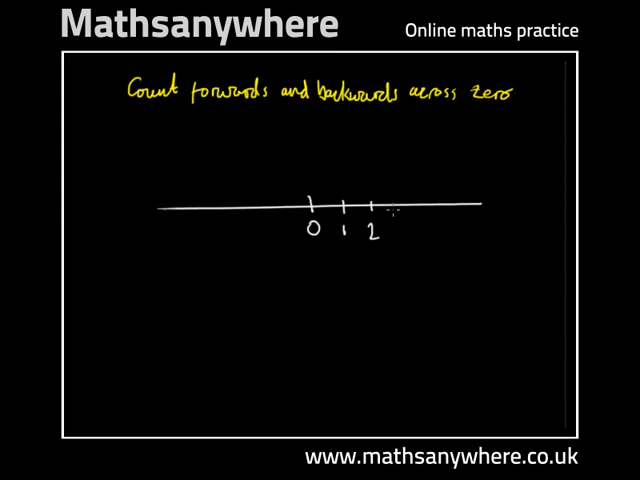 Mathsanywhere
Online maths practice
Count forwards and backwards across zero
0 1 2
www.mathsanywhere.co.uk